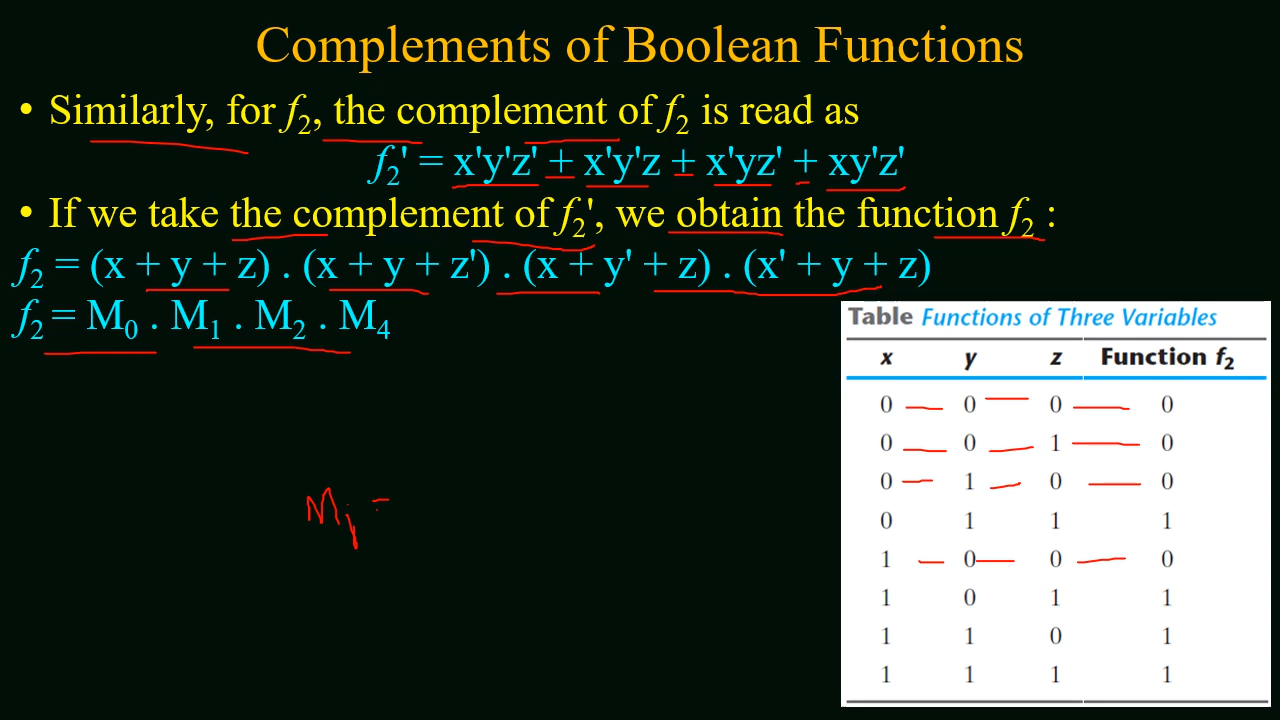 Complements of Boolean Functions
• Similarly, for f₂, the complement of f₂ is read as
f₂' = x'y'z' + x'y'z + x'yz' + xy'z'
• If we take the complement of f₂', we obtain the function f₂ :
f₂ = (x + y + z) . (x + y + z') . (x + y' + z) . (x' + y + z)
f₂ = M₀ . M₁ . M₂ . M₄
Table Functions of Three Variables
x y z Function f₂
0 0 0 0
0 0 1 0
0 1 0 0
0 1 1 1
1 0 0 0
1 0 1 1
1 1 0 1
1 1 1 1
Mⱼ =